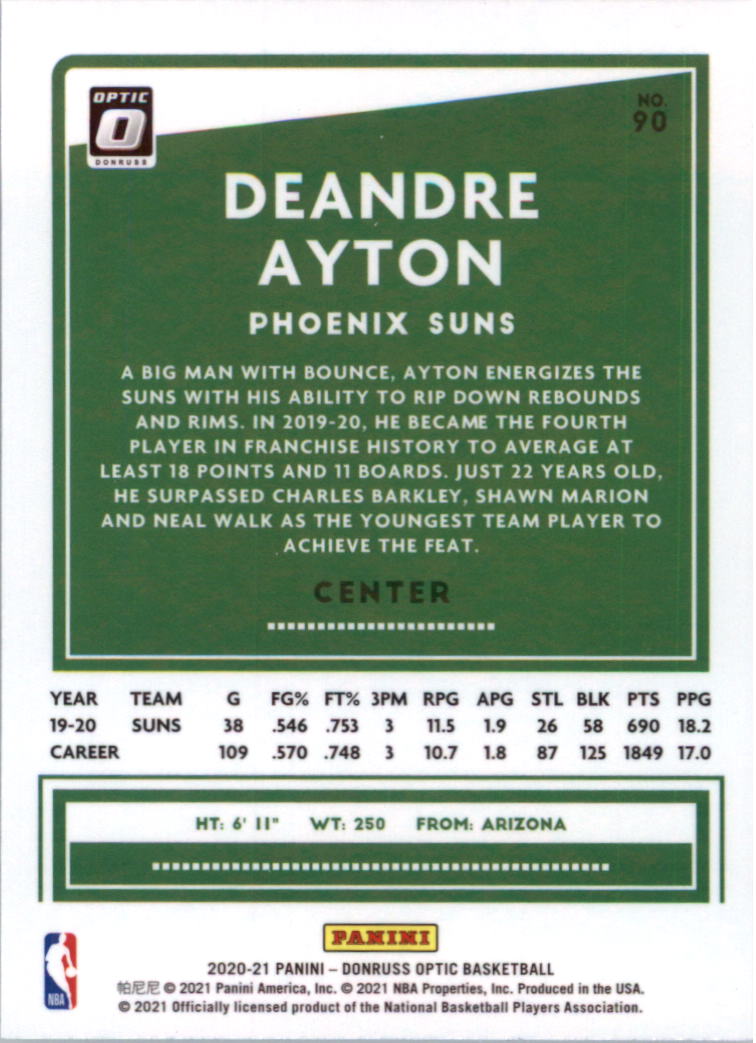 OPTIC
O
DONRUSS
NO.
90
DEANDRE
AYTON
PHOENIX SUNS
A BIG MAN WITH BOUNCE, AYTON ENERGIZES THE
SUNS WITH HIS ABILITY TO RIP DOWN REBOUNDS
AND RIMS. IN 2019-20, HE BECAME THE FOURTH
PLAYER IN FRANCHISE HISTORY TO AVERAGE AT
LEAST 18 POINTS AND 11 BOARDS. JUST 22 YEARS OLD,
HE SURPASSED CHARLES BARKLEY, SHAWN MARION
AND NEAL WALK AS THE YOUNGEST TEAM PLAYER TO
ACHIEVE THE FEAT.
CENTER
YEAR TEAM G FG% FT% 3PM RPG APG STL BLK PTS PPG
19-20 SUNS 38 .546 .753 3 11.5 1.9 26 58 690 18.2
CAREER 109 .570 .748 3 10.7 1.8 87 125 1849 17.0
HT: 6' 11" WT: 250 FROM: ARIZONA
PANINI
NBA
2020-21 PANINI – DONRUSS OPTIC BASKETBALL
帕尼尼 © 2021 Panini America, Inc. © 2021 NBA Properties, Inc. Produced in the USA.
© 2021 Officially licensed product of the National Basketball Players Association.